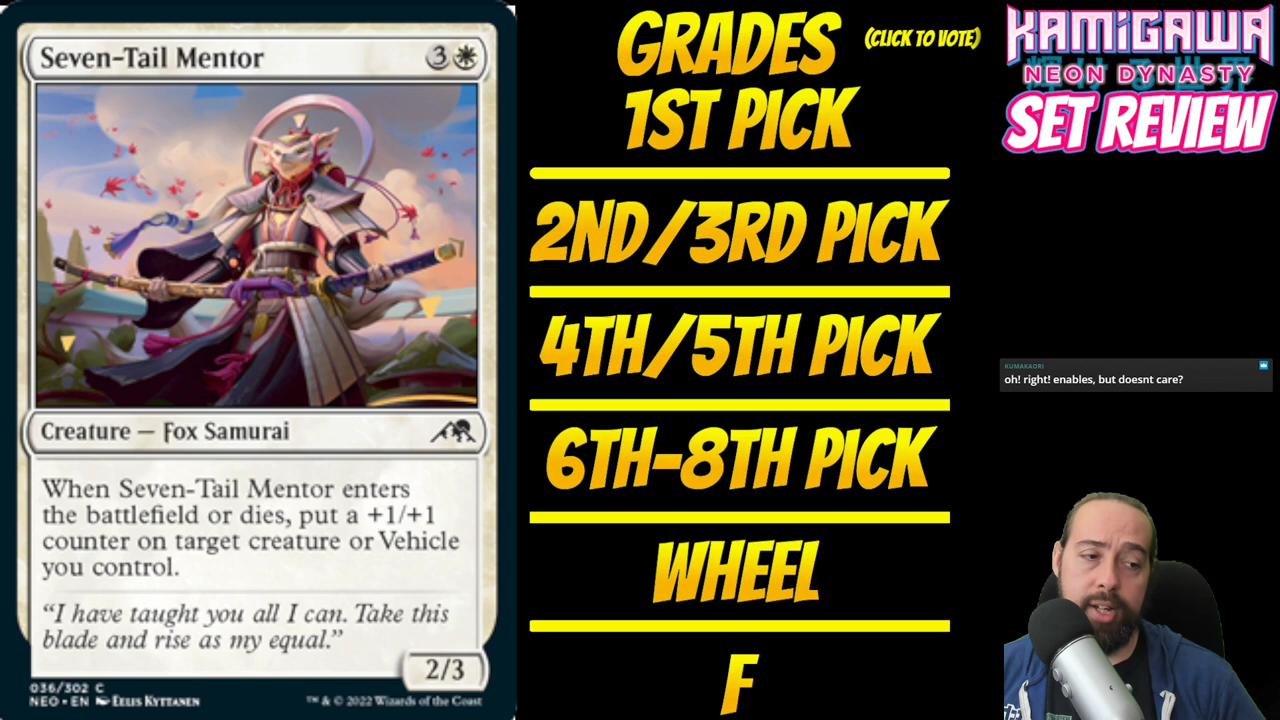 Seven-Tail Mentor 3
Creature — Fox Samurai
When Seven-Tail Mentor enters
the battlefield or dies, put a +1/+1
counter on target creature or Vehicle
you control.
“I have taught you all I can. Take this
blade and rise as my equal.”
2/3
036/302 C
NEO • EN EELIS KYTTANEN
™ & © 2022 Wizards of the Coast
GRADES
(CLICK TO VOTE)
1ST PICK
2ND/3RD PICK
4TH/5TH PICK
6TH-8TH PICK
WHEEL
F
KAMIGAWA
NEON DYNASTY
SET REVIEW
KUMAKAORI
oh! right! enables, but doesnt care?